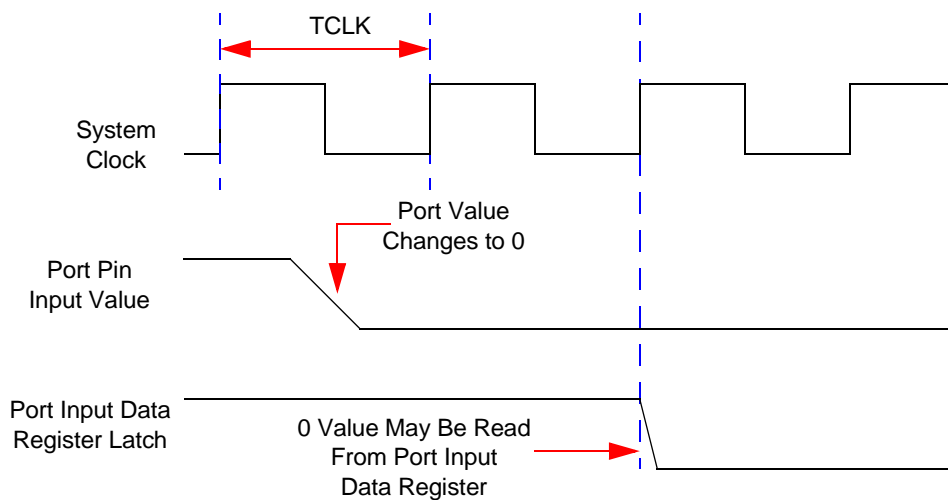 TCLK
System
Clock
Port Value
Changes to 0
Port Pin
Input Value
Port Input Data
Register Latch
0 Value May Be Read
From Port Input
Data Register